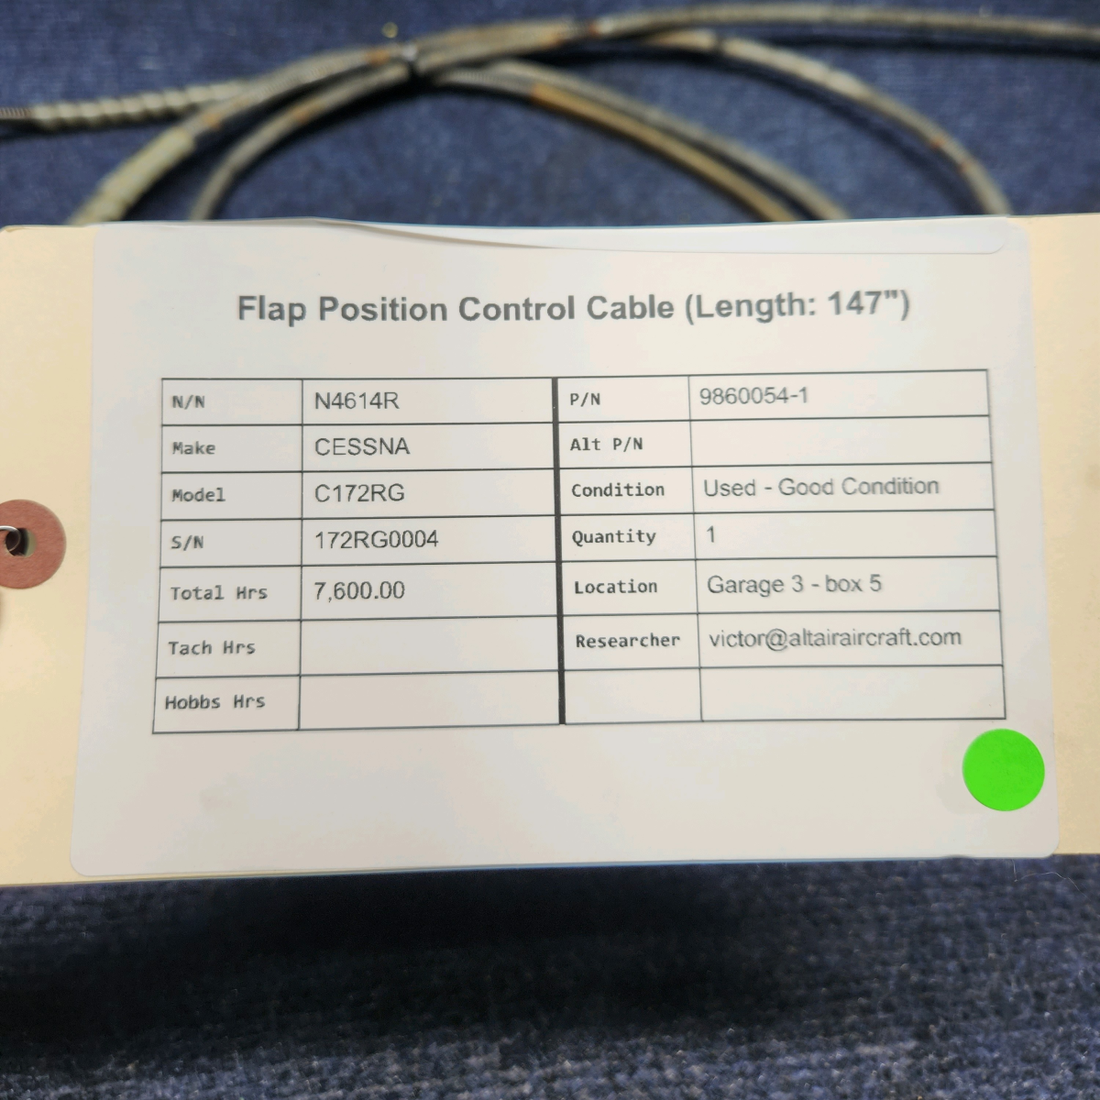 Flap Position Control Cable (Length: 147")
N/N N4614R P/N 9860054-1
Make CESSNA Alt P/N
Model C172RG Condition Used - Good Condition
S/N 172RG0004 Quantity 1
Total Hrs 7,600.00 Location Garage 3 - box 5
Tach Hrs Researcher victor@altairaircraft.com
Hobbs Hrs